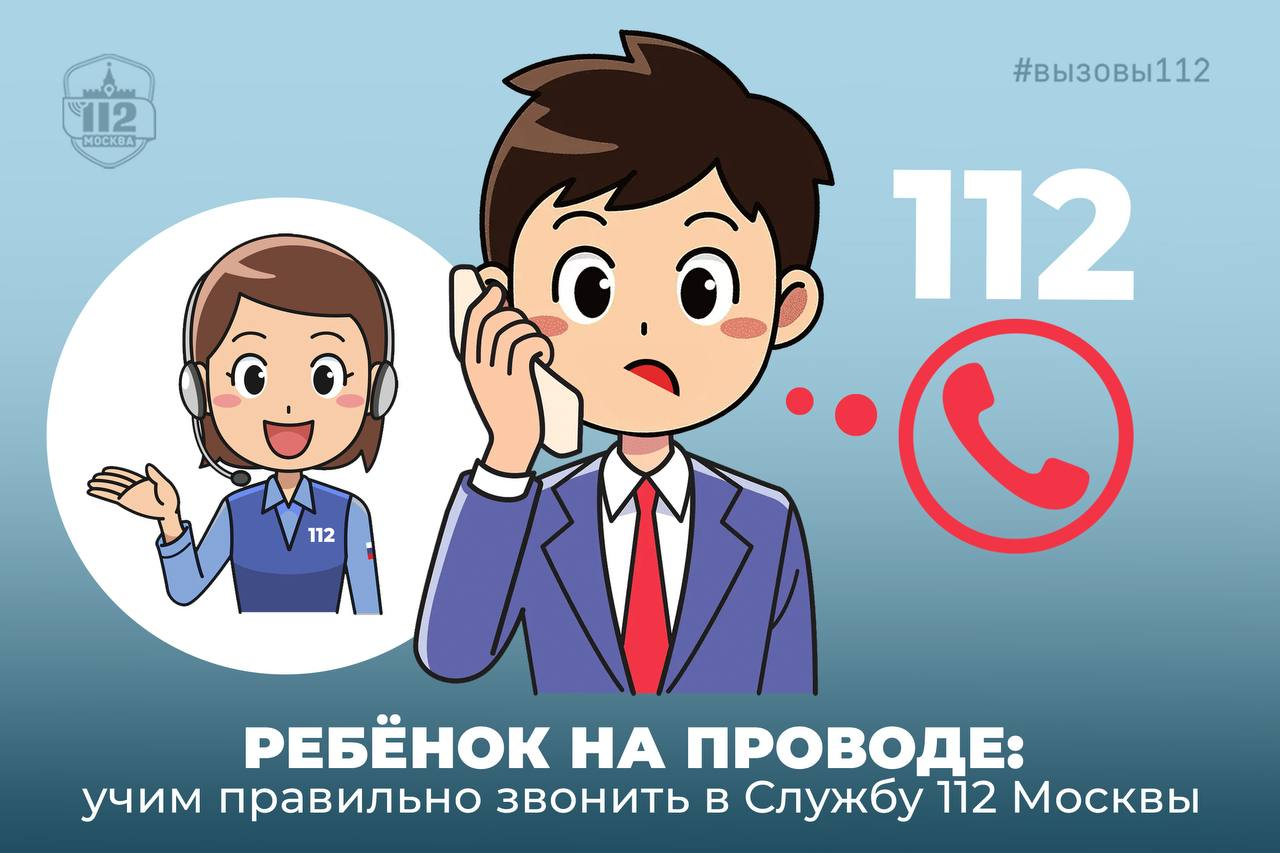 112
МОСКВА
#вызовы112
112
112
РЕБЁНОК НА ПРОВОДЕ:
учим правильно звонить в Службу 112 Москвы